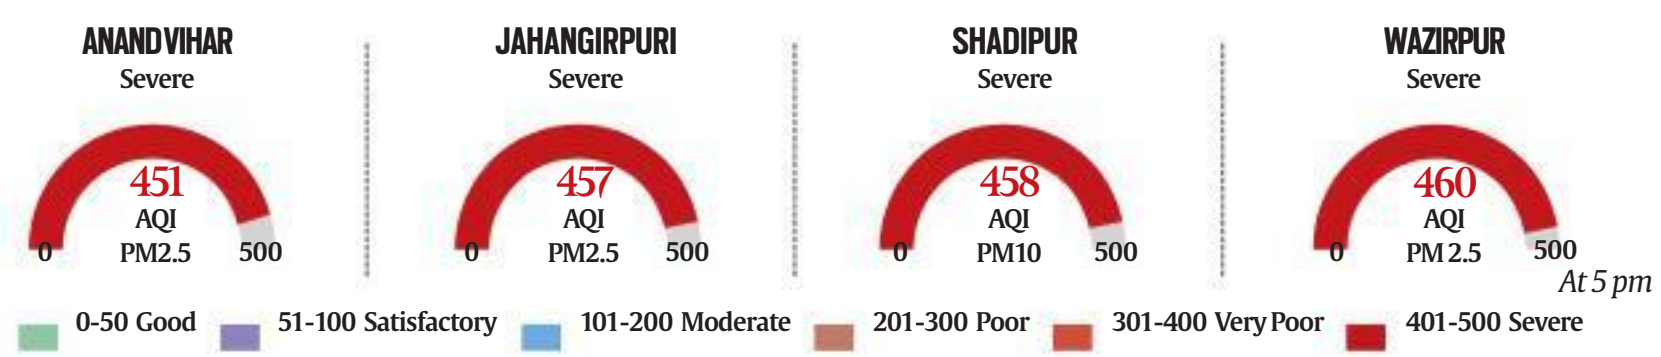 ANAND VIHAR
Severe
451
AQI
0 PM2.5 500
JAHANGIRPURI
Severe
457
AQI
0 PM2.5 500
SHADIPUR
Severe
458
AQI
0 PM10 500
WAZIRPUR
Severe
460
AQI
0 PM 2.5 500
At 5 pm
0-50 Good 51-100 Satisfactory 101-200 Moderate 201-300 Poor 301-400 Very Poor 401-500 Severe